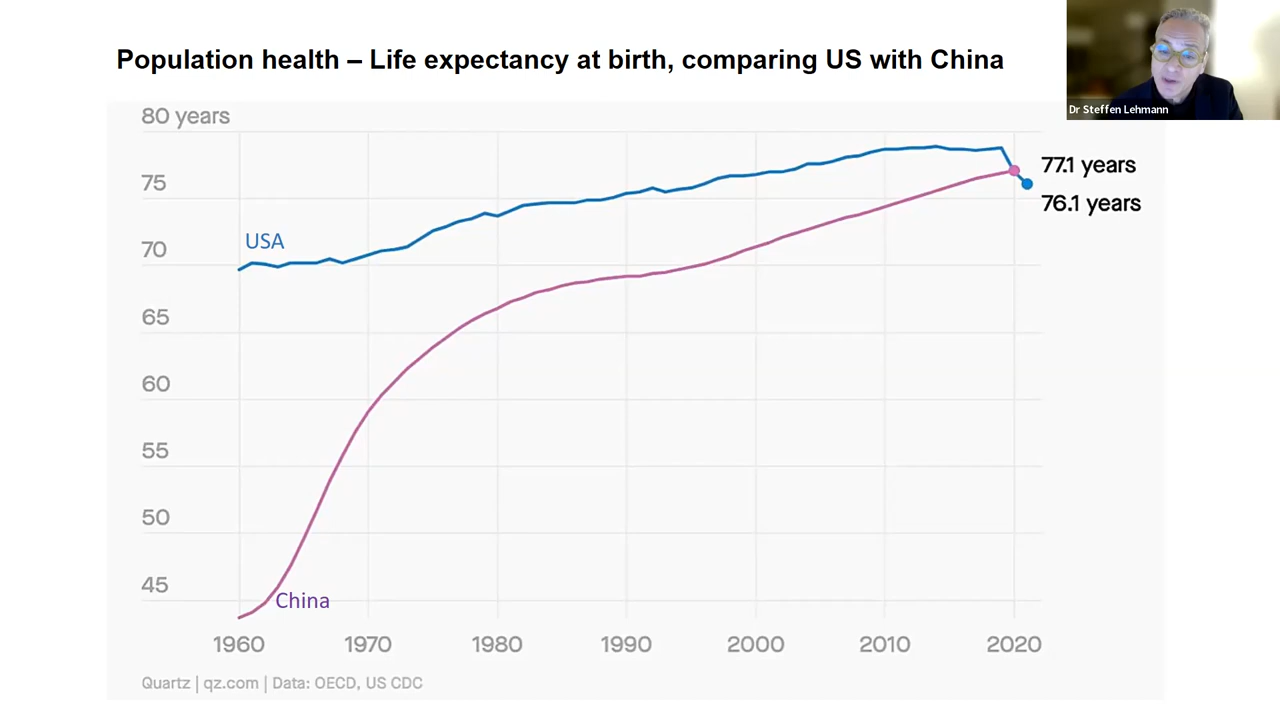 Population health – Life expectancy at birth, comparing US with China
Dr Steffen Lehmann
80 years
77.1 years
75
76.1 years
USA
70
65
60
55
50
45
China
1960 1970 1980 1990 2000 2010 2020
Quartz | qz.com | Data: OECD, US CDC